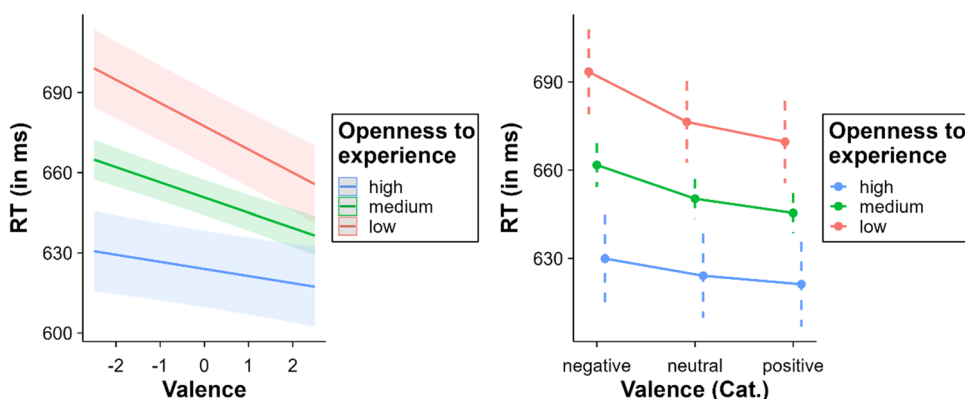 RT (in ms)
690
660
630
600
-2 -1 0 1 2
Valence
Openness to
experience
high
medium
low
RT (in ms)
690
660
630
negative neutral positive
Valence (Cat.)
Openness to
experience
high
medium
low